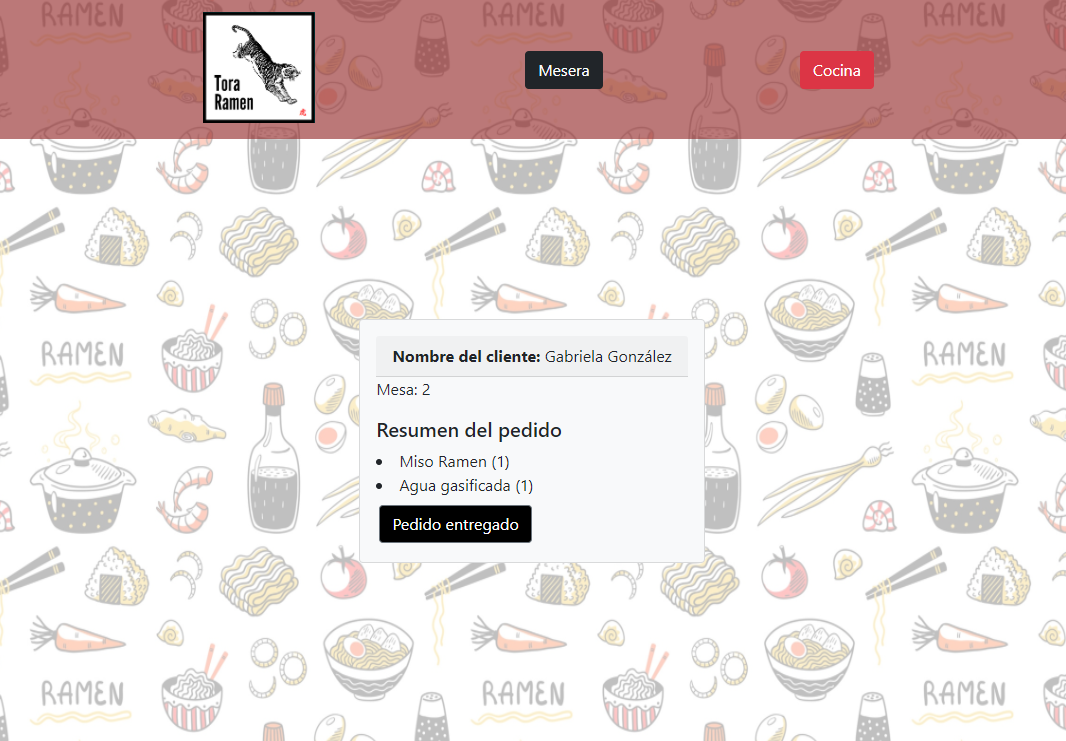 RAMEN RAMEN RAMEN
Tora
Ramen
Mesera
Cocina
Nombre del cliente: Gabriela González
Mesa: 2
RAMEN RAMEN
Resumen del pedido
Miso Ramen (1)
Agua gasificada (1)
Pedido entregado
RAMEN RAMEN RAMEN